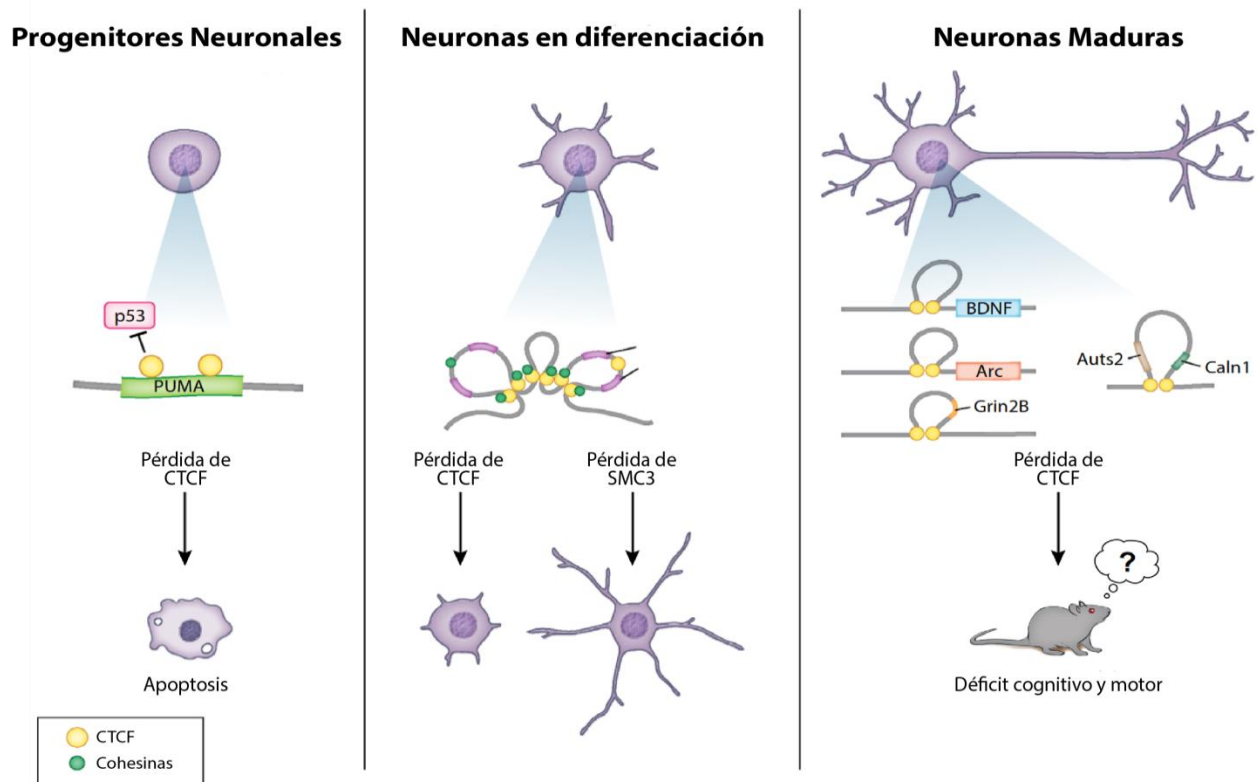 Progenitores Neuronales
p53
PUMA
Pérdida de
CTCF
Apoptosis
CTCF
Cohesinas
Neuronas en diferenciación
Pérdida de
CTCF
Pérdida de
SMC3
Neuronas Maduras
BDNF
Arc
Grin2B
Auts2
Caln1
Pérdida de
CTCF
?
Déficit cognitivo y motor